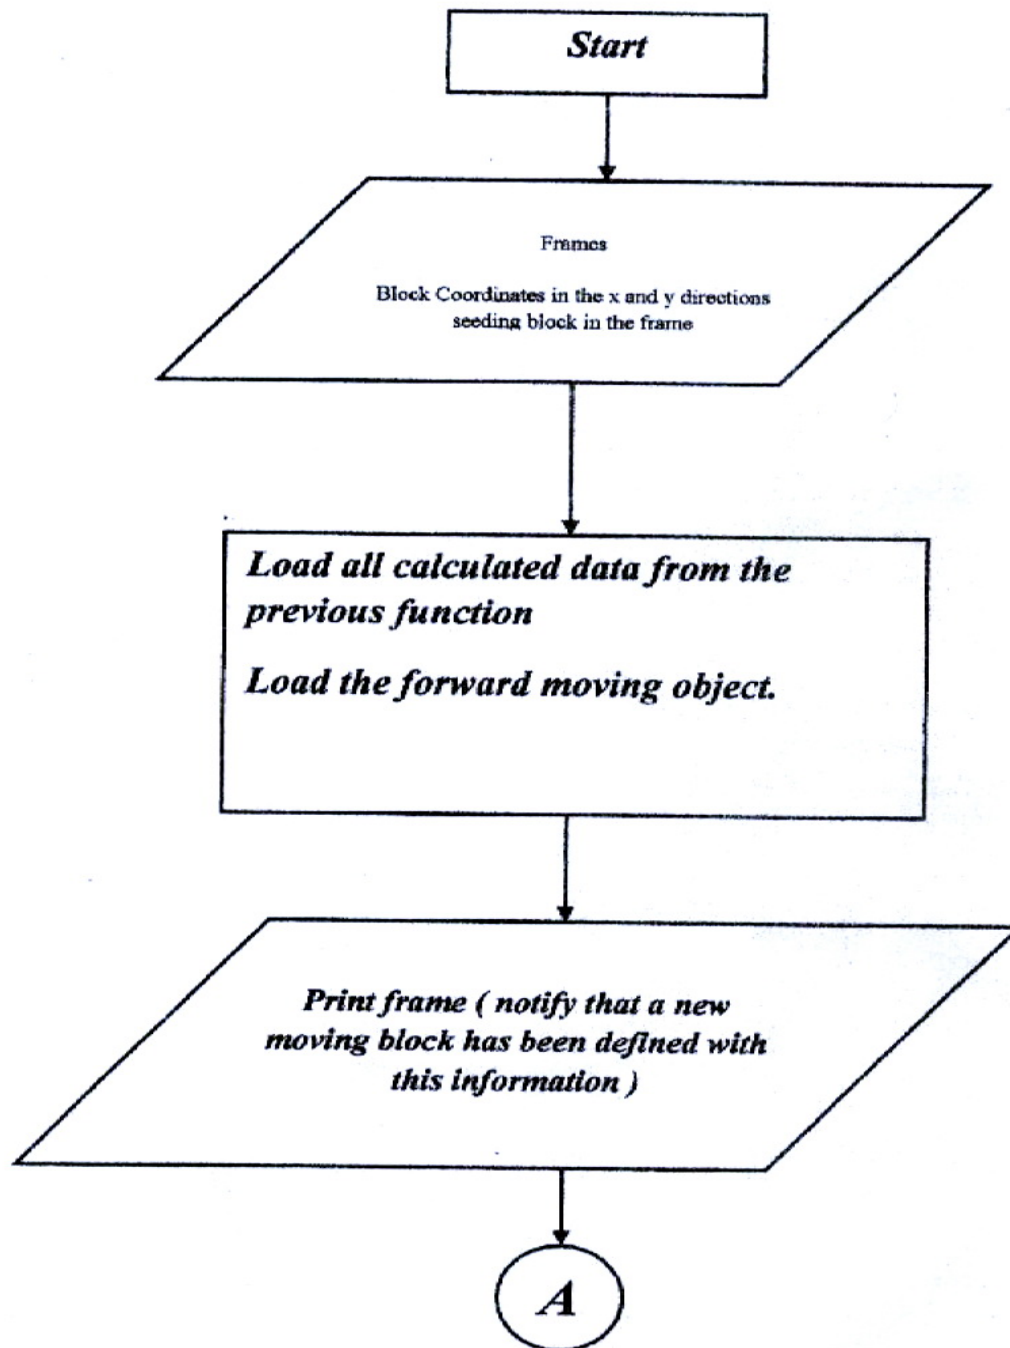 Start
Frames
Block Coordinates in the x and y directions
seeding block in the frame
Load all calculated data from the
previous function
Load the forward moving object.
Print frame ( notify that a new
moving block has been defined with
this information )
A